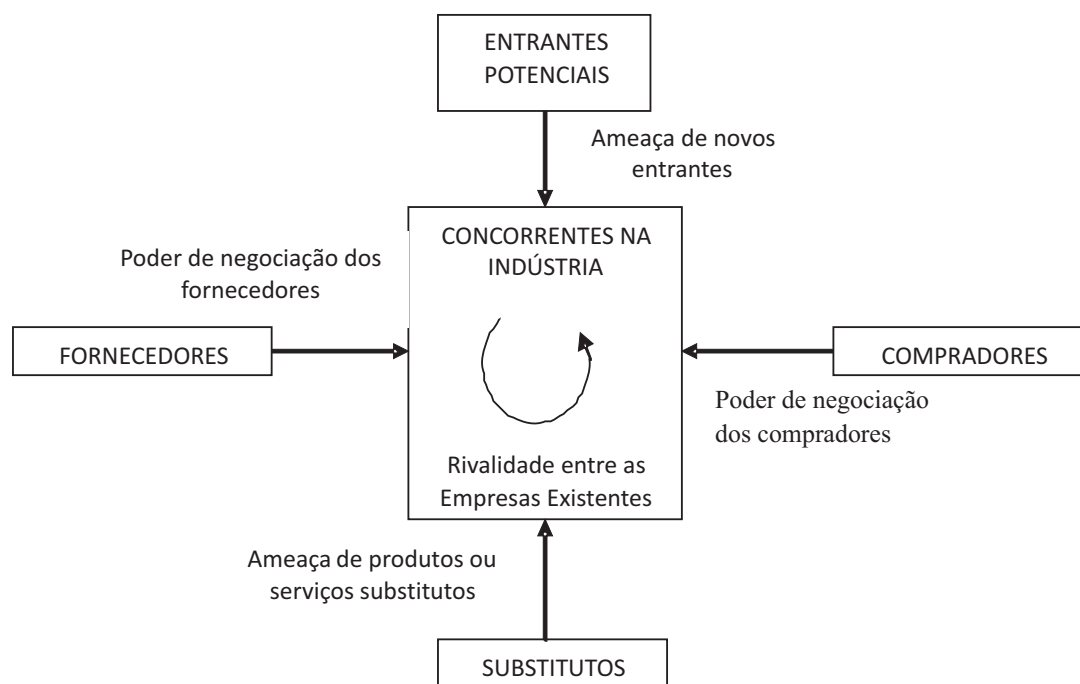 ENTRANTES
POTENCIAIS
Ameaça de novos
entrantes
CONCORRENTES NA
INDÚSTRIA
Poder de negociação dos
fornecedores
FORNECEDORES
COMPRADORES
Poder de negociação
dos compradores
Rivalidade entre as
Empresas Existentes
Ameaça de produtos ou
serviços substitutos
SUBSTITUTOS